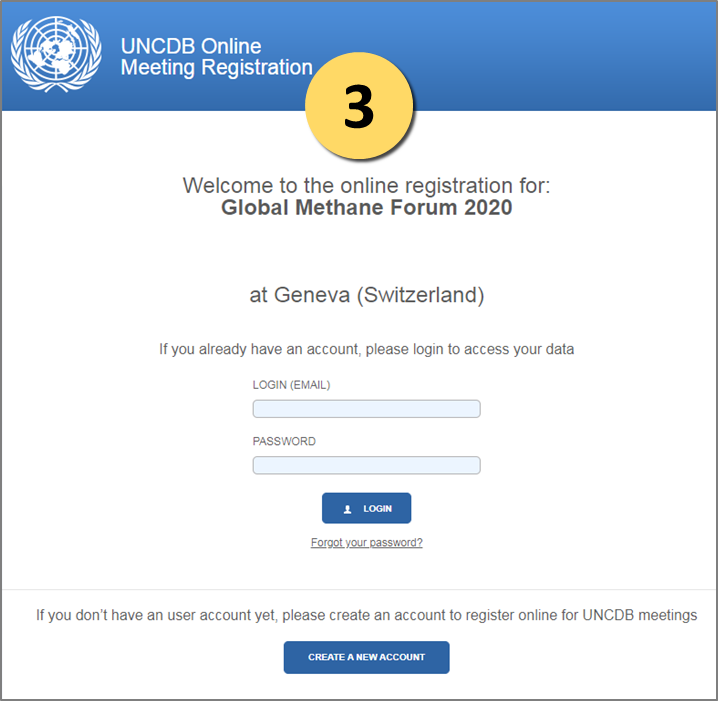 UNCDB Online
Meeting Registration
3
Welcome to the online registration for:
Global Methane Forum 2020
at Geneva (Switzerland)
If you already have an account, please login to access your data
LOGIN (EMAIL)
PASSWORD
LOGIN
Forgot your password?
If you don’t have an user account yet, please create an account to register online for UNCDB meetings
CREATE A NEW ACCOUNT